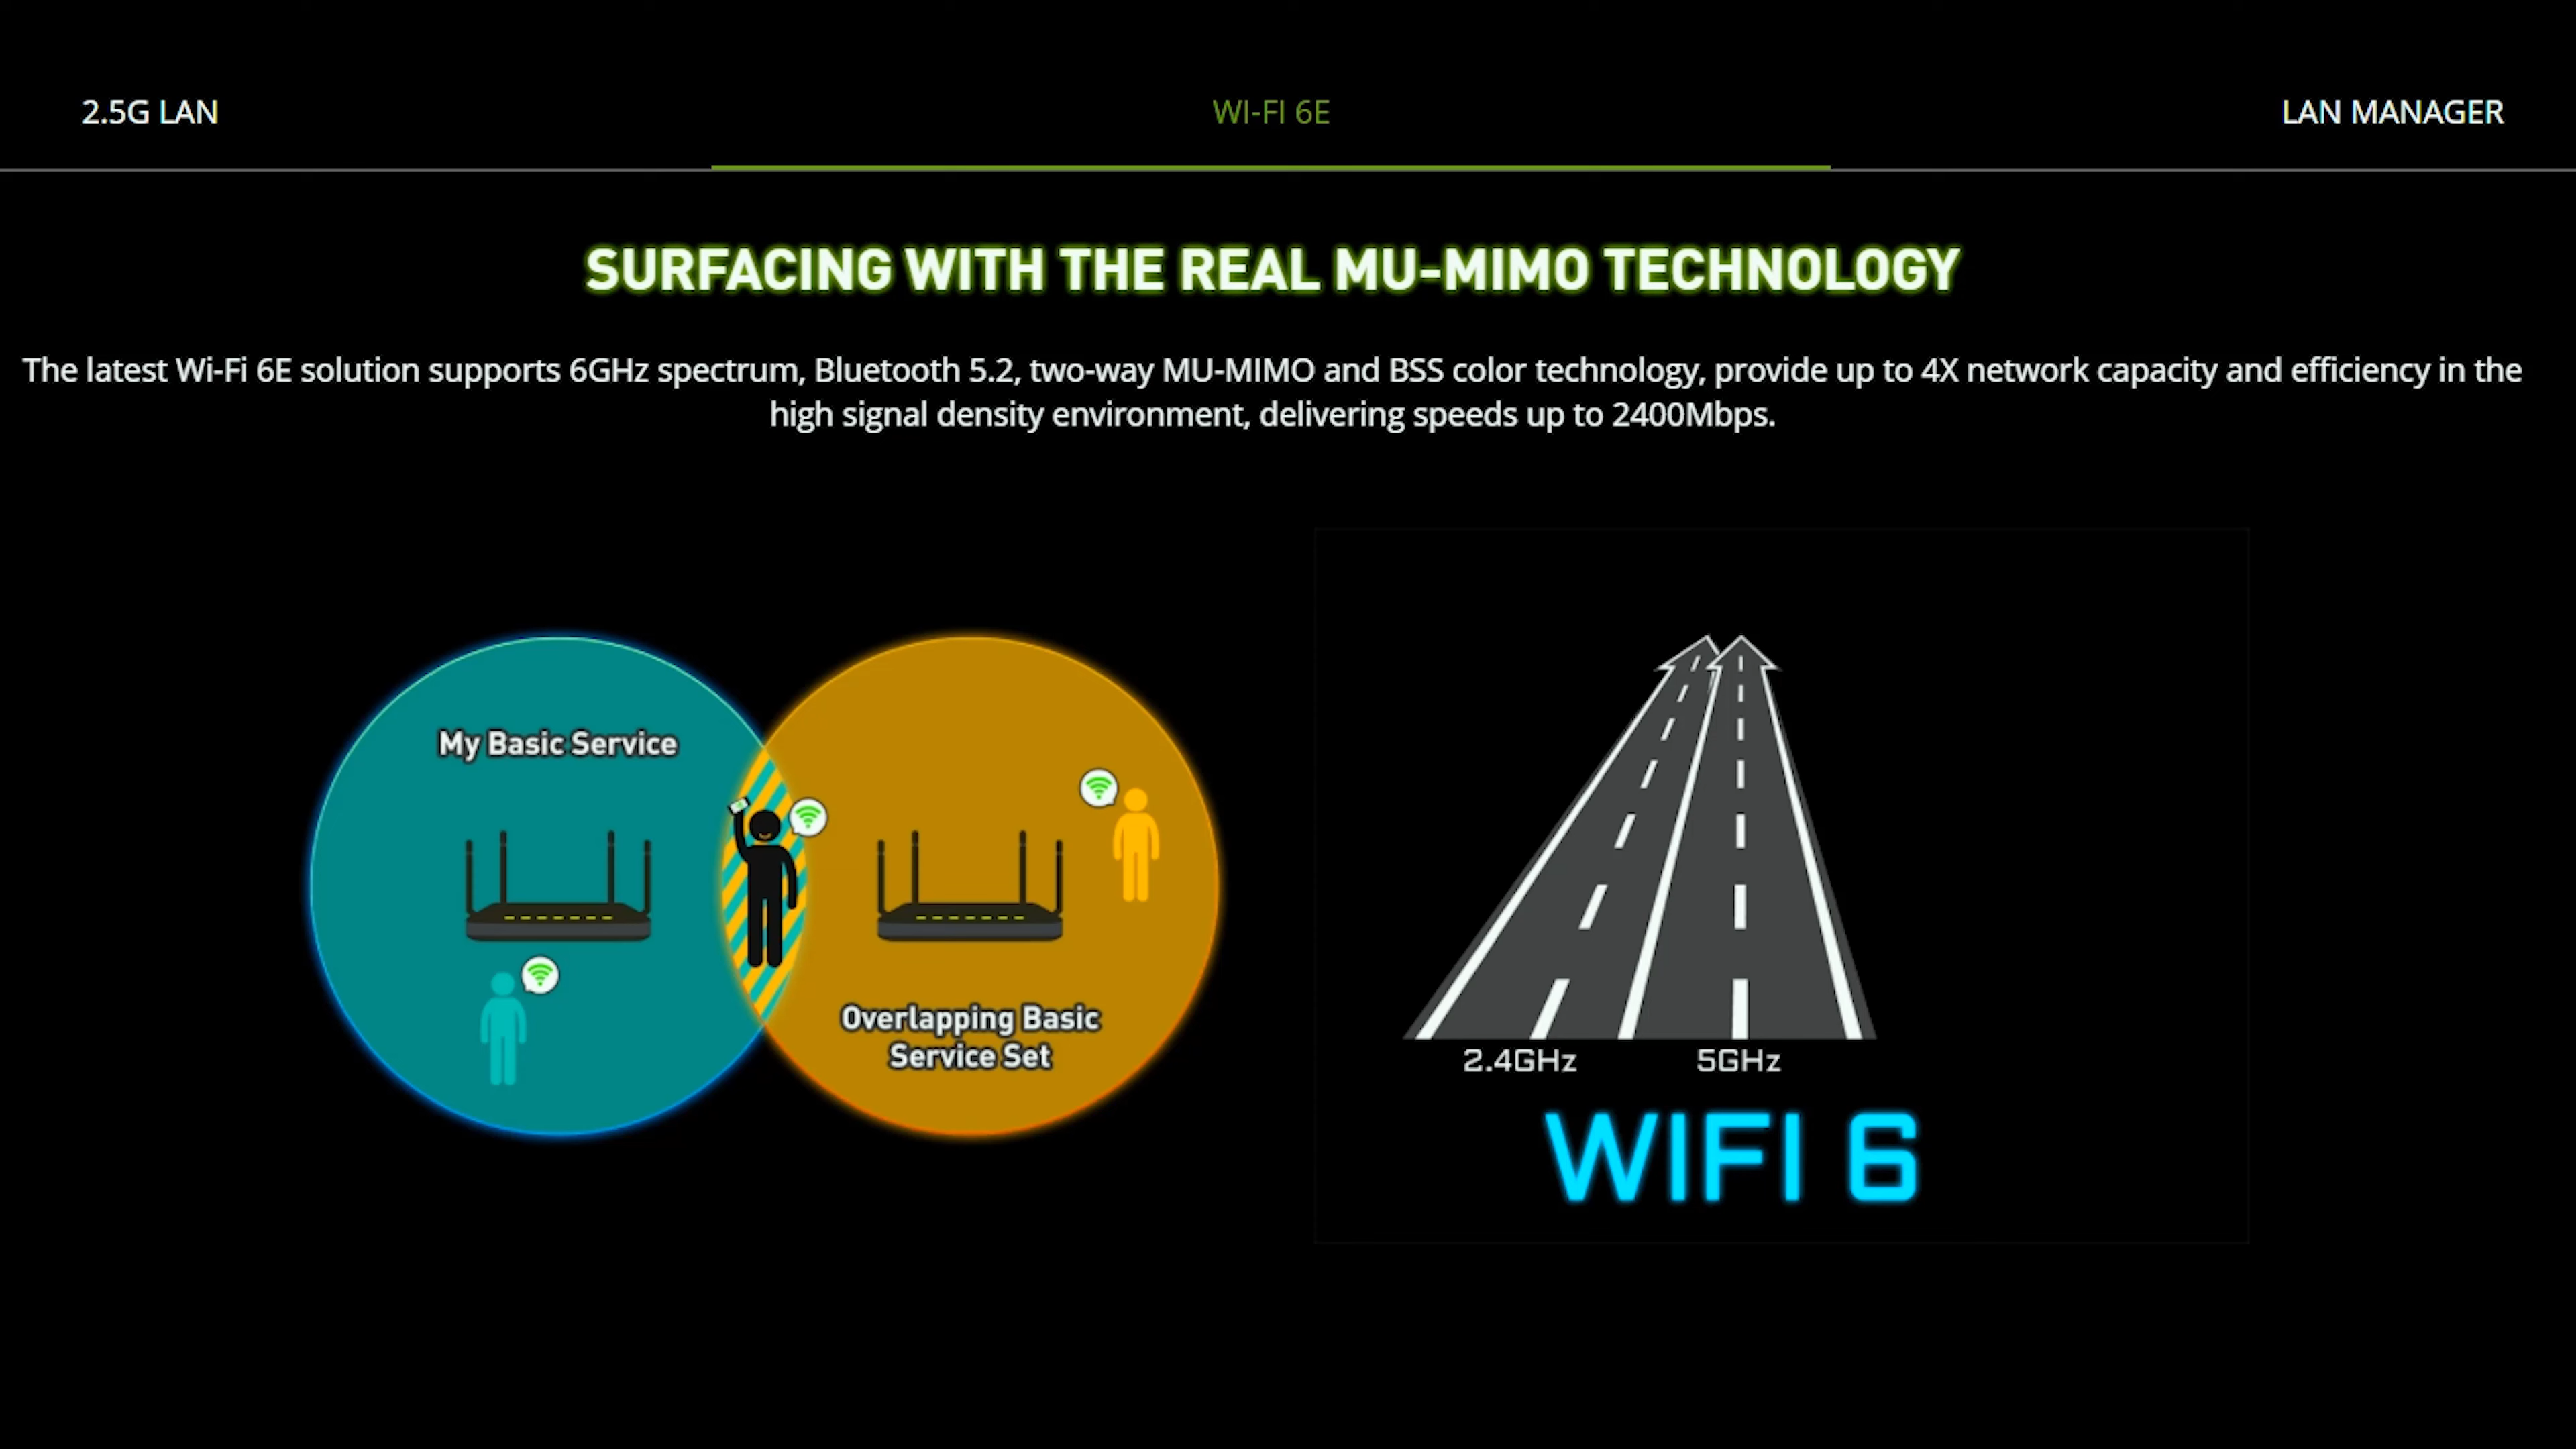 2.5G LAN
WI-FI 6E
LAN MANAGER
SURFACING WITH THE REAL MU-MIMO TECHNOLOGY
The latest Wi-Fi 6E solution supports 6GHz spectrum, Bluetooth 5.2, two-way MU-MIMO and BSS color technology, provide up to 4X network capacity and efficiency in the
high signal density environment, delivering speeds up to 2400Mbps.
My Basic Service
Overlapping Basic
Service Set
2.4GHz
5GHz
WIFI 6